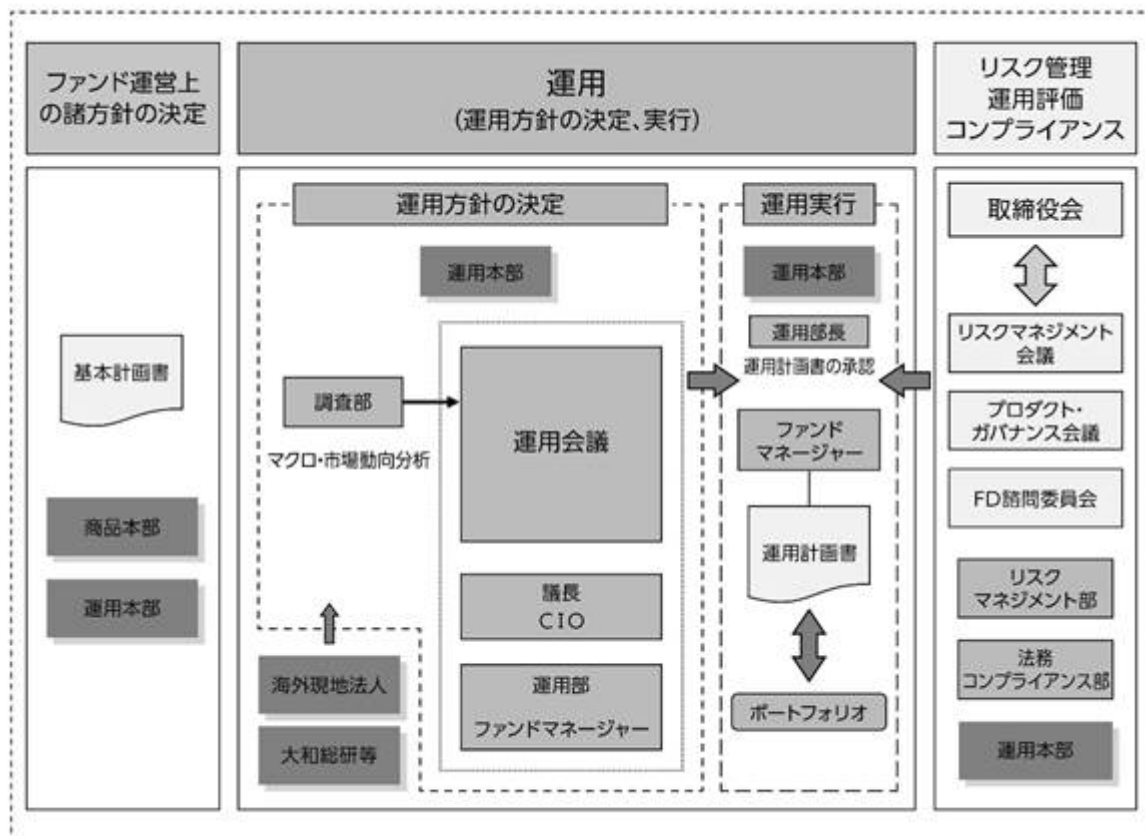 ファンド運営上
の諸方針の決定
運用
(運用方針の決定、実行)
リスク管理
運用評価
コンプライアンス
基本計画書
商品本部
運用本部
運用方針の決定
運用本部
調査部
マクロ・市場動向分析
運用会議
議長
CIO
運用部
ファンドマネージャー
海外現地法人
大和総研等
運用実行
運用本部
運用部長
運用計画書の承認
ファンド
マネージャー
運用計画書
ポートフォリオ
取締役会
リスクマネジメント
会議
プロダクト・
ガバナンス会議
FD諮問委員会
リスク
マネジメント部
法務
コンプライアンス部
運用本部